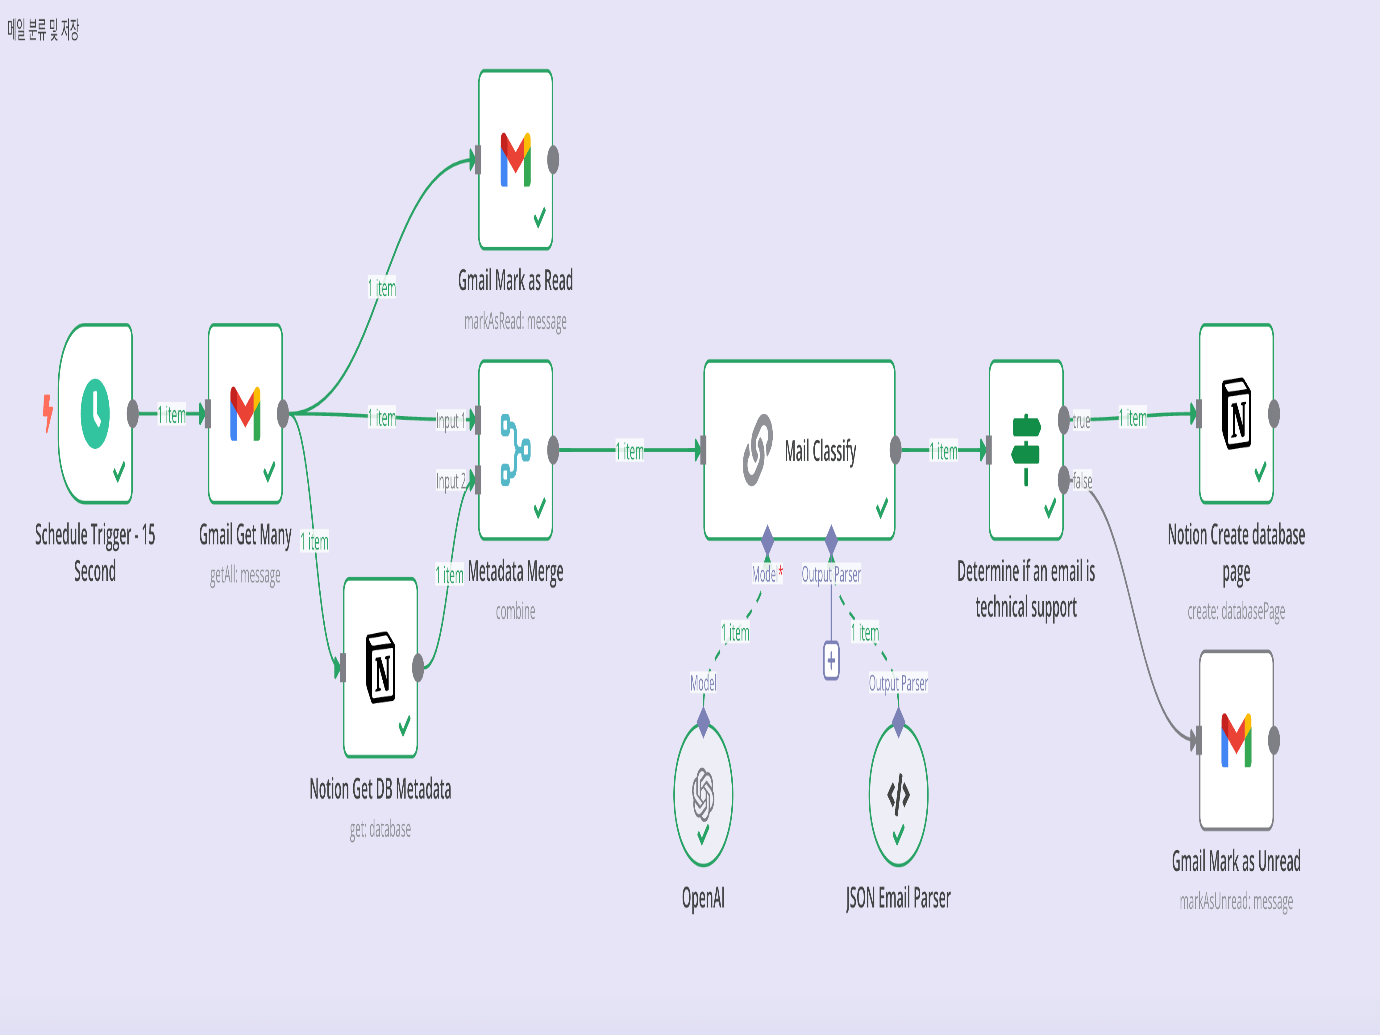 메일 분류 및 저장
Gmail Mark as Read
markAsRead: message
1 item
Schedule Trigger - 15
Second
1 item
Gmail Get Many
getAll: message
1 item
1 item
Notion Get DB Metadata
get: database
1 item
Input 1
Input 2
Metadata Merge
combine
1 item
Mail Classify
Model*
Output Parser
1 item
1 item
Model
Output Parser
OpenAI
JSON Email Parser
1 item
Determine if an email is
technical support
true
false
1 item
N
Notion Create database
page
create: databasePage
Gmail Mark as Unread
markAsUnread: message
N